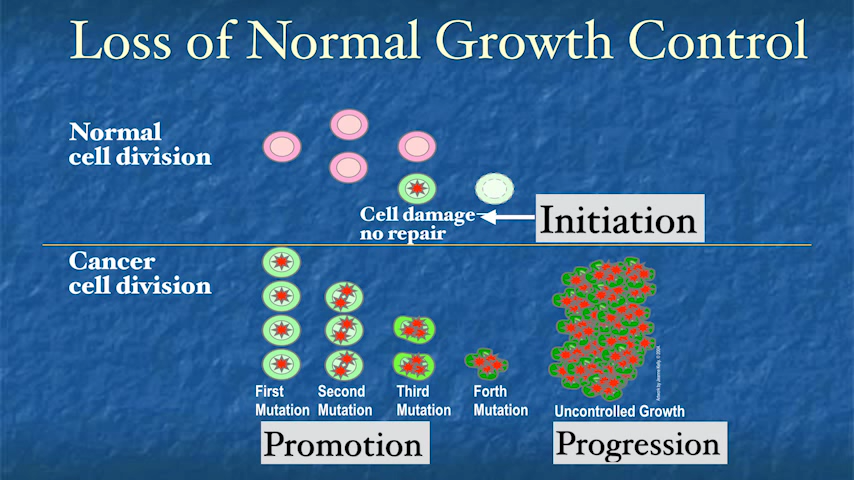 Loss of Normal Growth Control
Normal
cell division
Cell damage
no repair
Initiation
Cancer
cell division
First
Mutation
Second
Mutation
Third
Mutation
Forth
Mutation
Uncontrolled Growth
Promotion
Progression